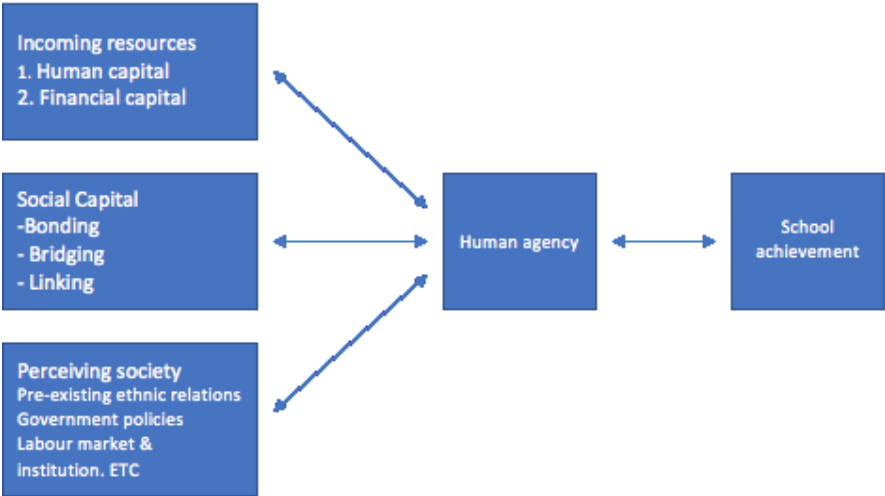 Incoming resources
1. Human capital
2. Financial capital
Social Capital
-Bonding
- Bridging
- Linking
Perceiving society
Pre-existing ethnic relations
Government policies
Labour market &
institution. ETC
Human agency
School
achievement